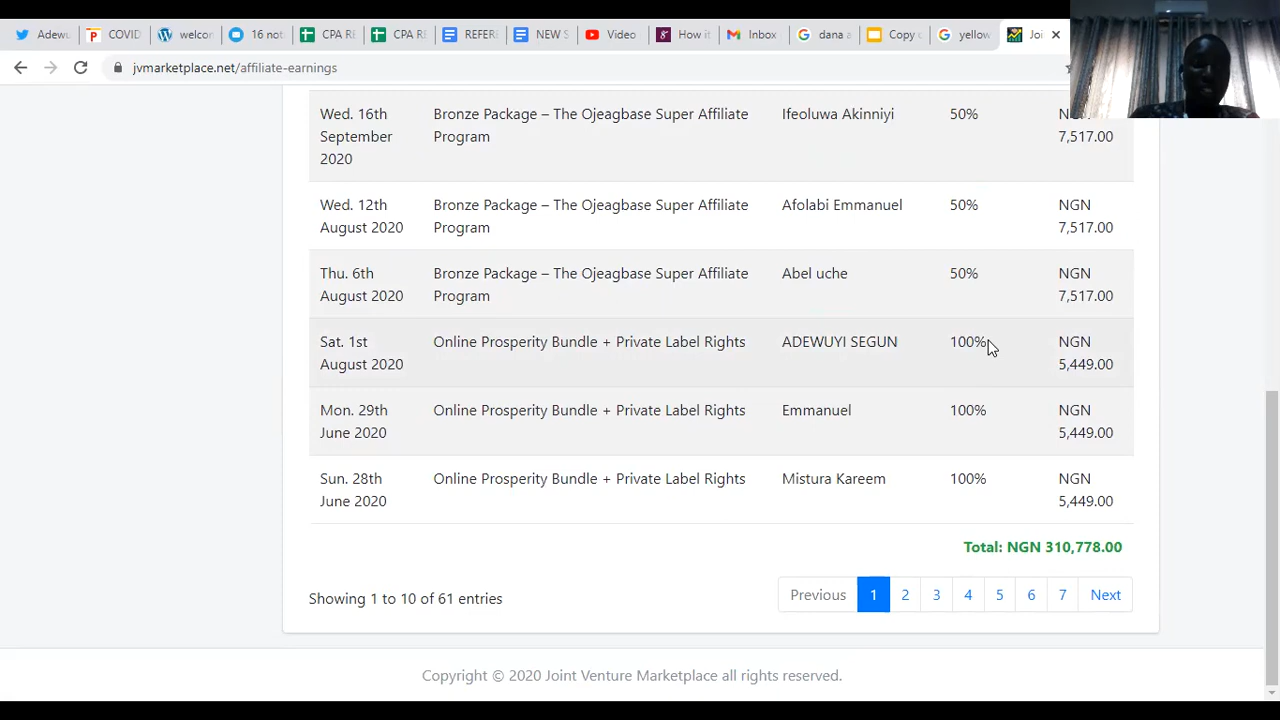 Adewu
COVID
welco
16 not
CPA RE
CPA RE
REFER
NEW S
Video
How it
Inbox
dana a
Copy
yellow
Joi
jvmarketplace.net/affiliate-earnings
Wed. 16th
September
2020
Bronze Package – The Ojeagbase Super Affiliate
Program
Ifeoluwa Akinniyi
50%
7,517.00
Wed. 12th
August 2020
Bronze Package – The Ojeagbase Super Affiliate
Program
Afolabi Emmanuel
50%
NGN
7,517.00
Thu. 6th
August 2020
Bronze Package – The Ojeagbase Super Affiliate
Program
Abel uche
50%
NGN
7,517.00
Sat. 1st
August 2020
Online Prosperity Bundle + Private Label Rights
ADEWUYI SEGUN
100%
NGN
5,449.00
Mon. 29th
June 2020
Online Prosperity Bundle + Private Label Rights
Emmanuel
100%
NGN
5,449.00
Sun. 28th
June 2020
Online Prosperity Bundle + Private Label Rights
Mistura Kareem
100%
NGN
5,449.00
Total: NGN 310,778.00
Showing 1 to 10 of 61 entries
Previous 1 2 3 4 5 6 7 Next
Copyright © 2020 Joint Venture Marketplace all rights reserved.